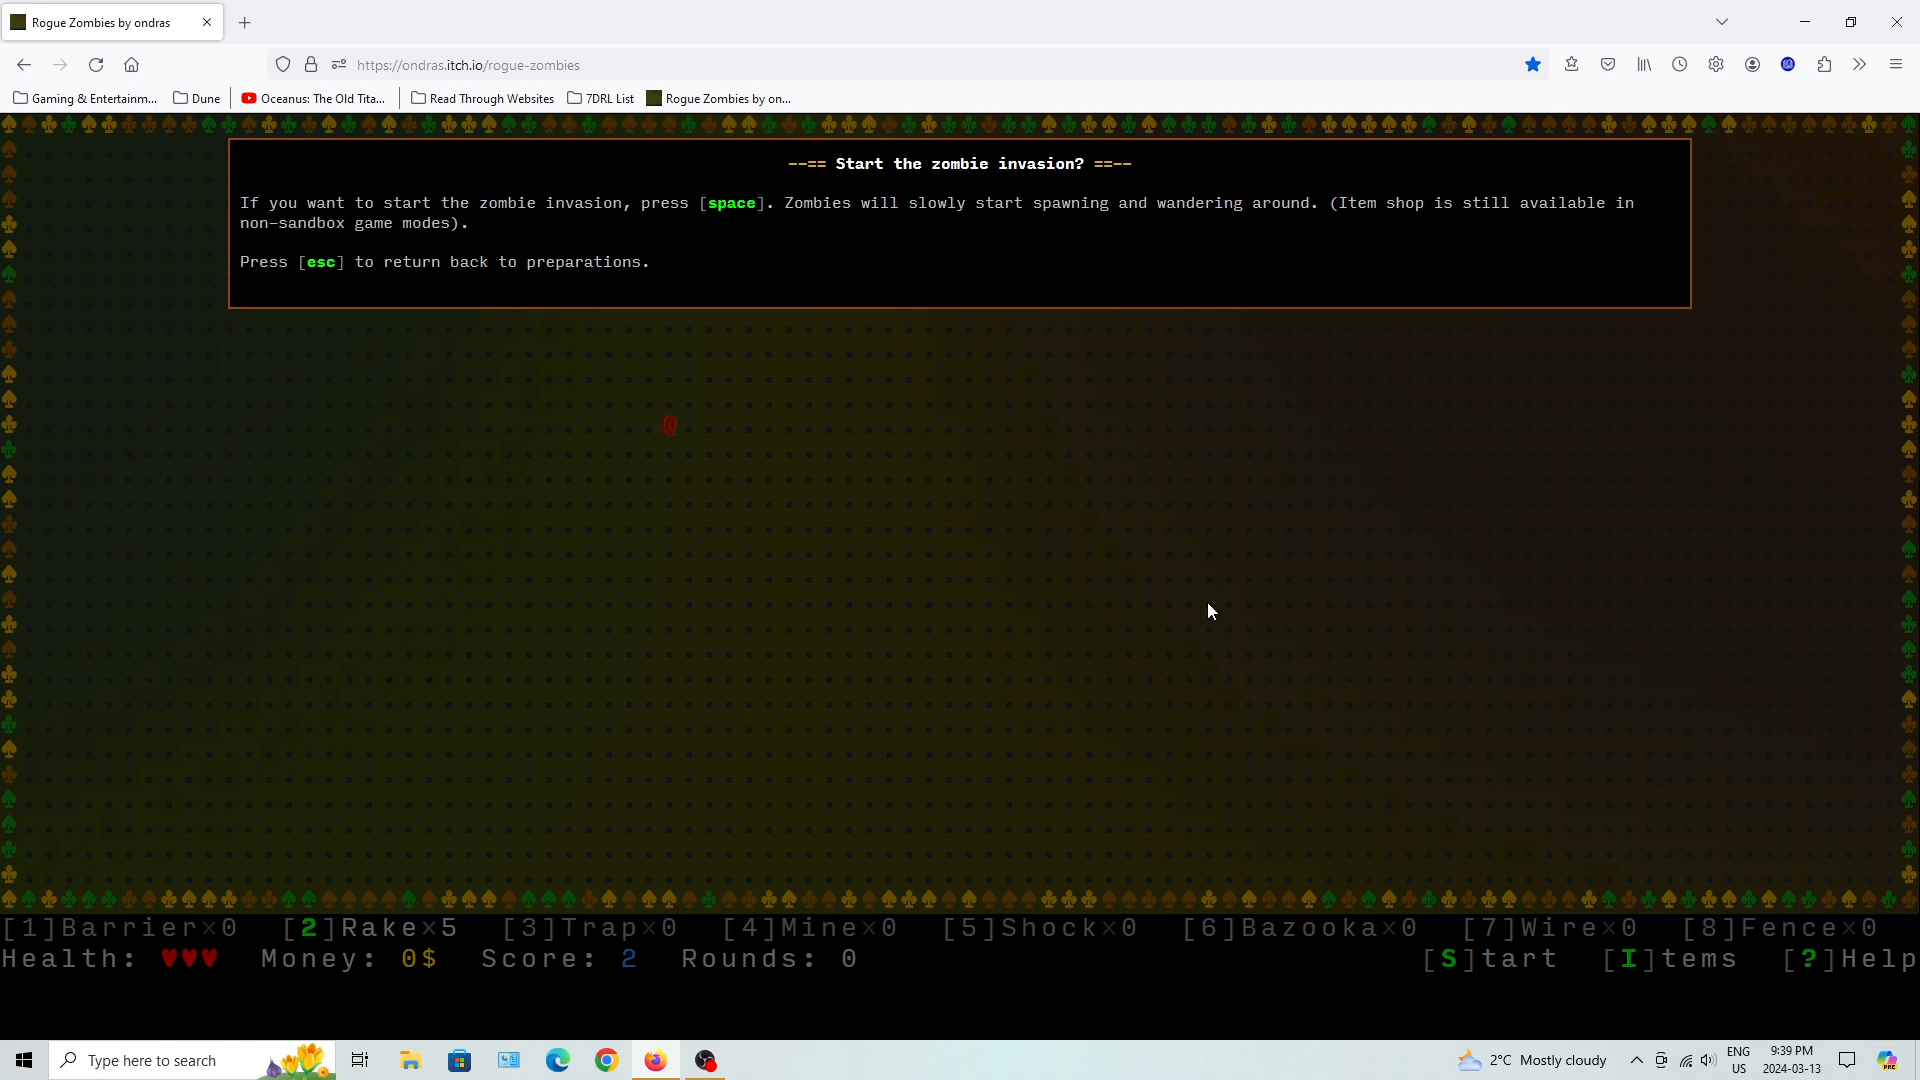 Rogue Zombies by ondras
https://ondras.itch.io/rogue-zombies
Gaming & Entertainm... Dune Oceanus: The Old Tita... Read Through Websites 7DRL List Rogue Zombies by on...
--== Start the zombie invasion? ==--
If you want to start the zombie invasion, press [space]. Zombies will slowly start spawning and wandering around. (Item shop is still available in
non-sandbox game modes).
Press [esc] to return back to preparations.
@
[1]Barrier×0 [2]Rake×5 [3]Trap×0 [4]Mine×0 [5]Shock×0 [6]Bazooka×0 [7]Wire×0 [8]Fence×0
Health: ♥♥♥ Money: 0$ Score: 2 Rounds: 0 [S]tart [I]tems [?]Help
Type here to search 2°C Mostly cloudy ENG US 9:39 PM 2024-03-13 PRE